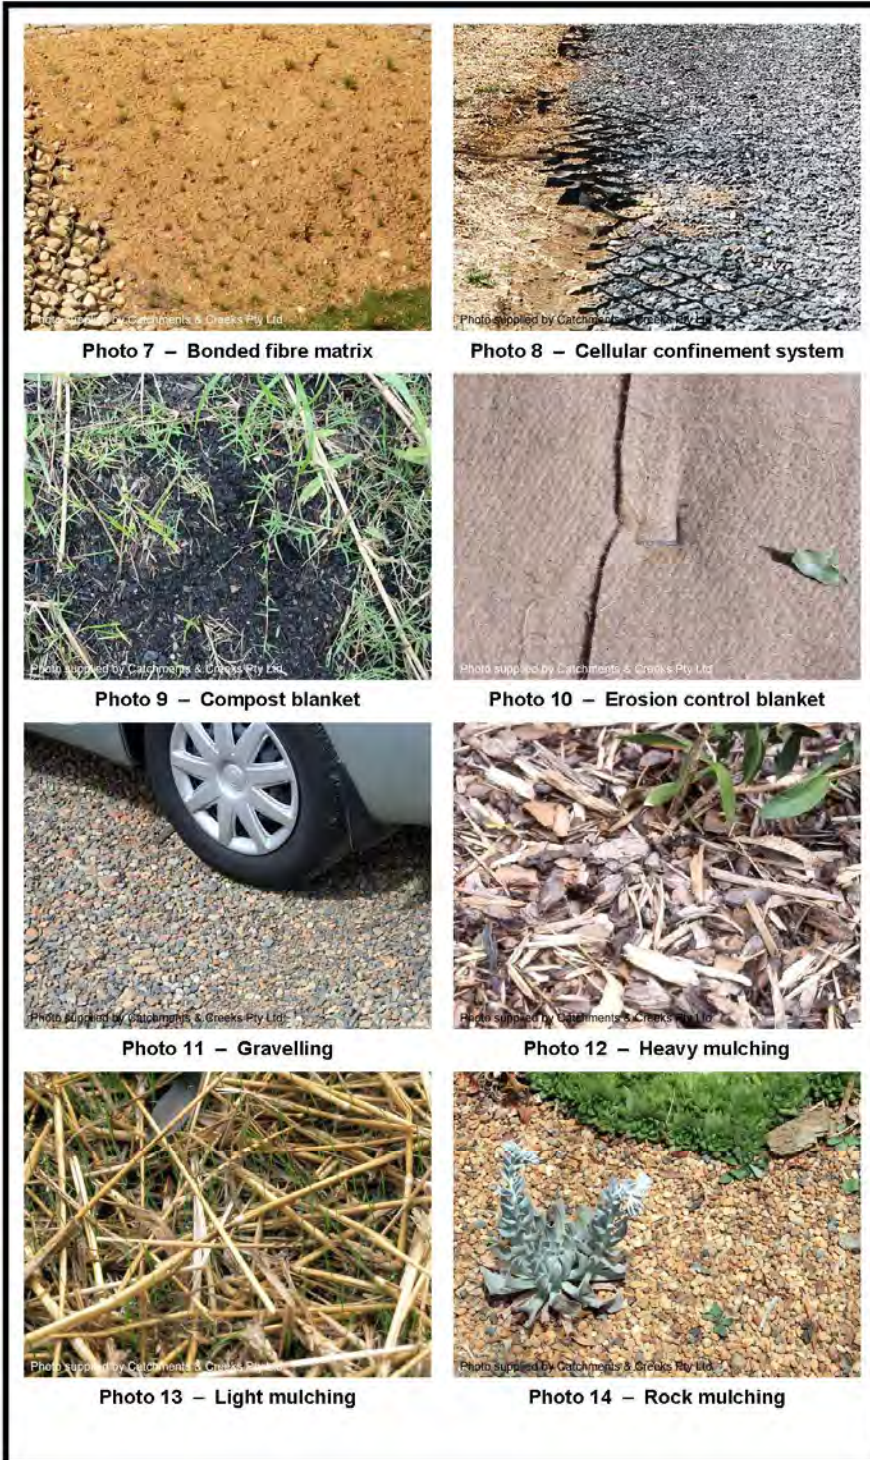 Photo supplied by Catchments & Creeks Pty Ltd
Photo supplied by Catchments & Creeks Pty Ltd
Photo 7 – Bonded fibre matrix
Photo 8 – Cellular confinement system
Photo supplied by Catchments & Creeks Pty Ltd
Photo supplied by Catchments & Creeks Pty Ltd
Photo 9 – Compost blanket
Photo 10 – Erosion control blanket
Photo supplied by Catchments & Creeks Pty Ltd
Photo supplied by Catchments & Creeks Pty Ltd
Photo 11 – Gravelling
Photo 12 – Heavy mulching
Photo supplied by Catchments & Creeks Pty Ltd
Photo supplied by Catchments & Creeks Pty Ltd
Photo 13 – Light mulching
Photo 14 – Rock mulching